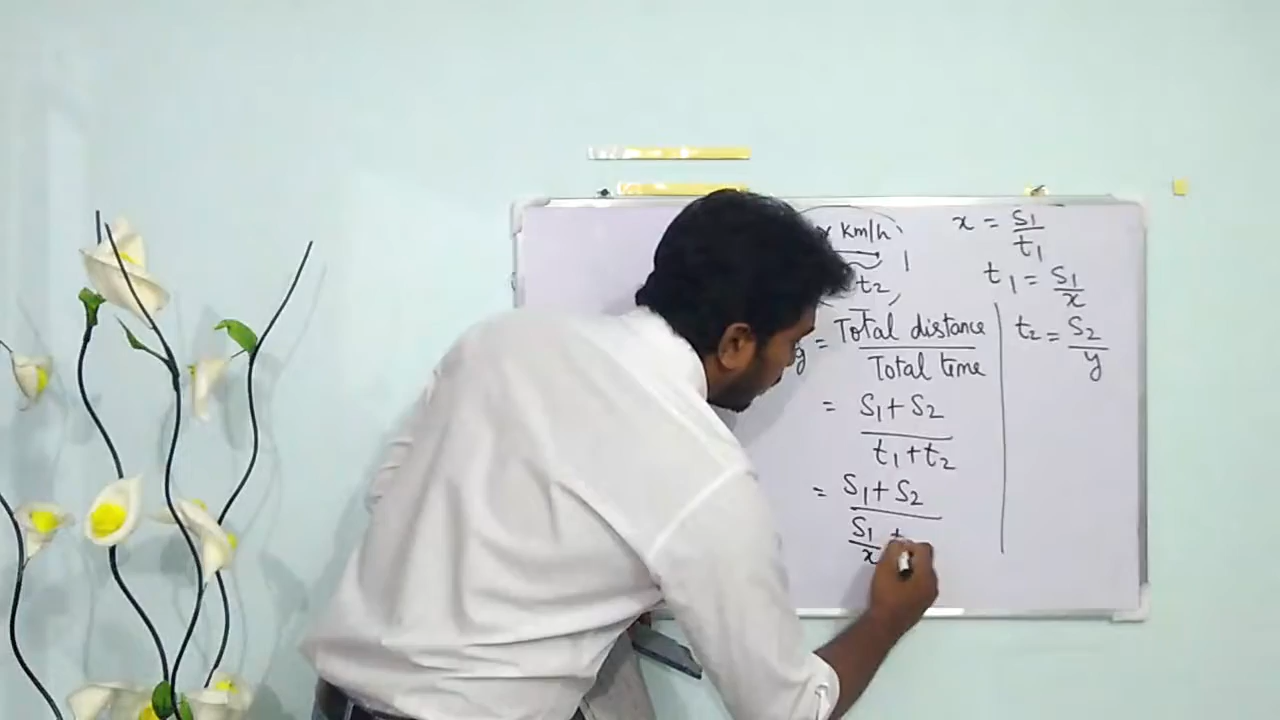 x km/h
t2
x = S1/t1
t1 = S1/x
t2 = S2/y
g = Total distance/Total time
= S1 + S2/t1 + t2
= S1 + S2/S1/x +